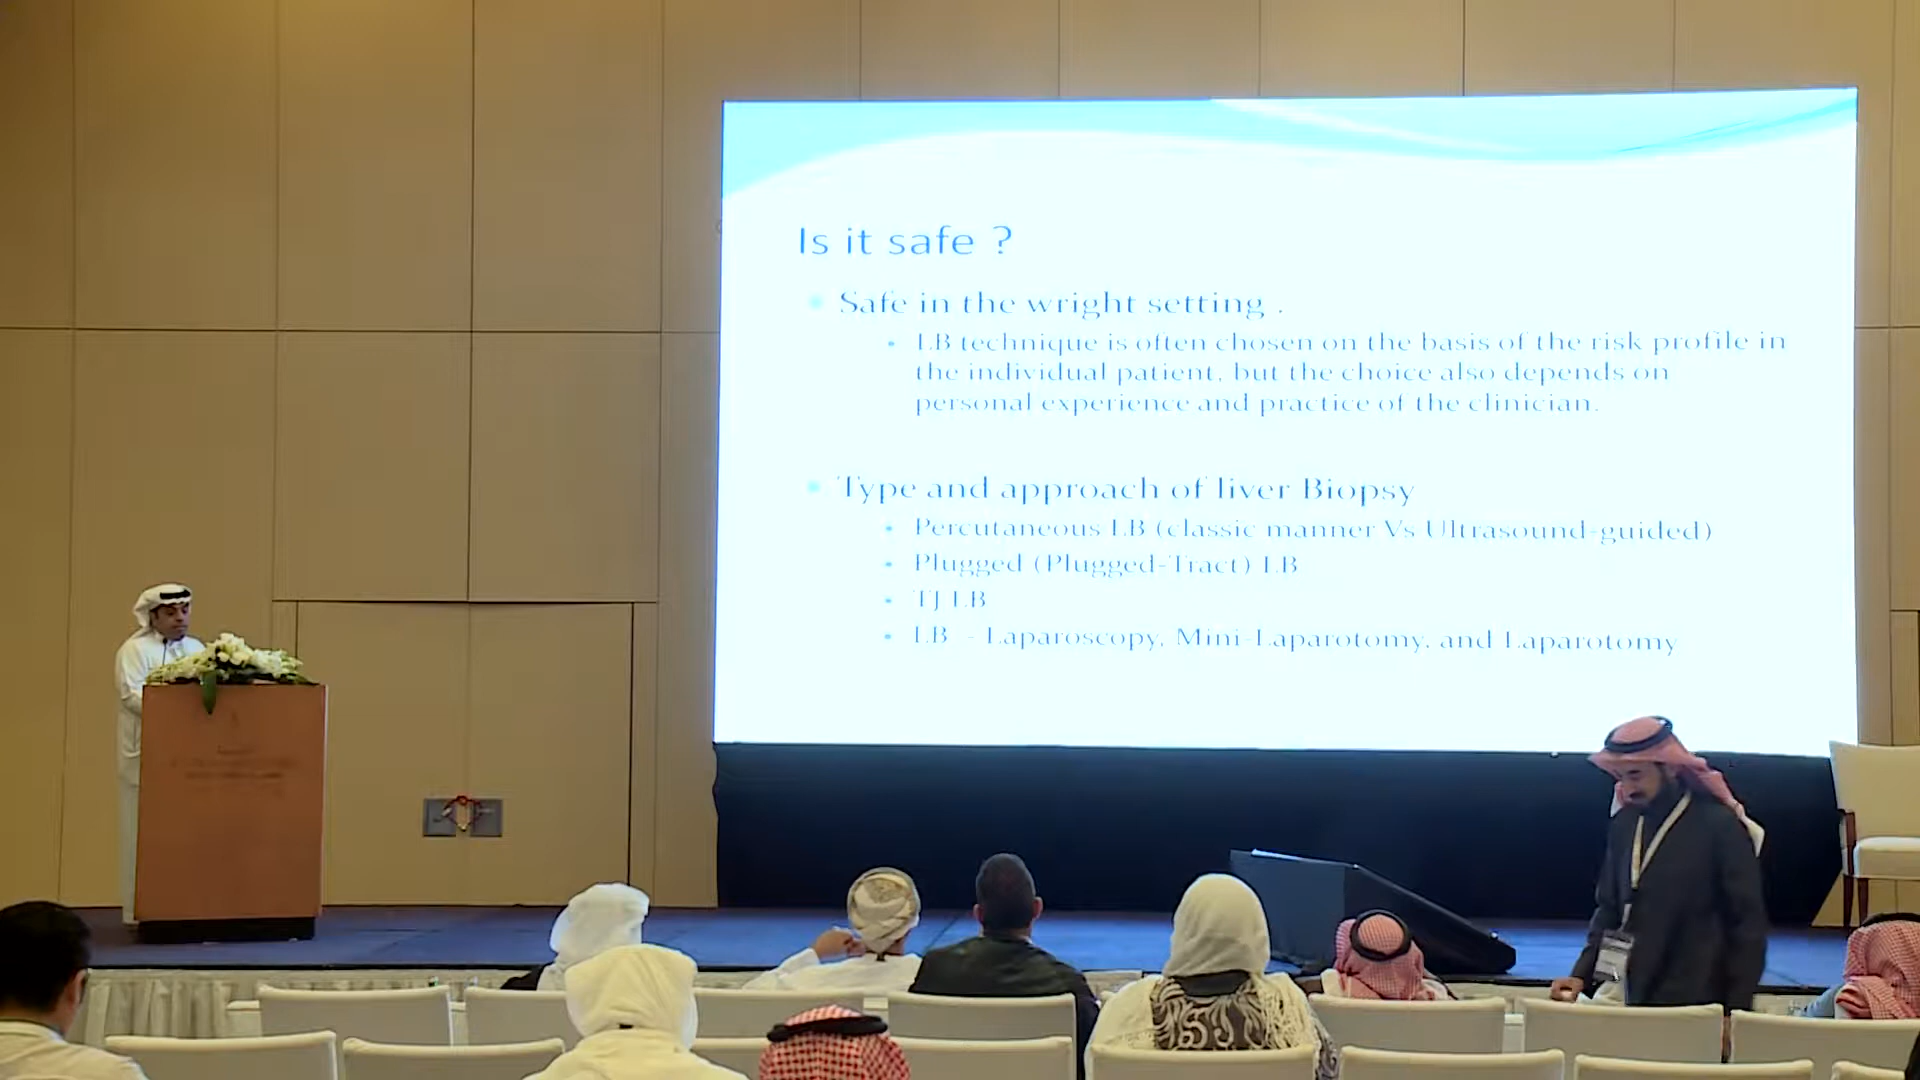 Is it safe ?
Safe in the wright setting .
LB technique is often chosen on the basis of the risk profile in
the individual patient, but the choice also depends on
personal experience and practice of the clinician.
Type and approach of liver Biopsy
Percutaneous LB (classic manner Vs Ultrasound-guided)
Plugged (Plugged-Tract) LB
TJ LB
LB - Laparoscopy, Mini-Laparotomy, and Laparotomy